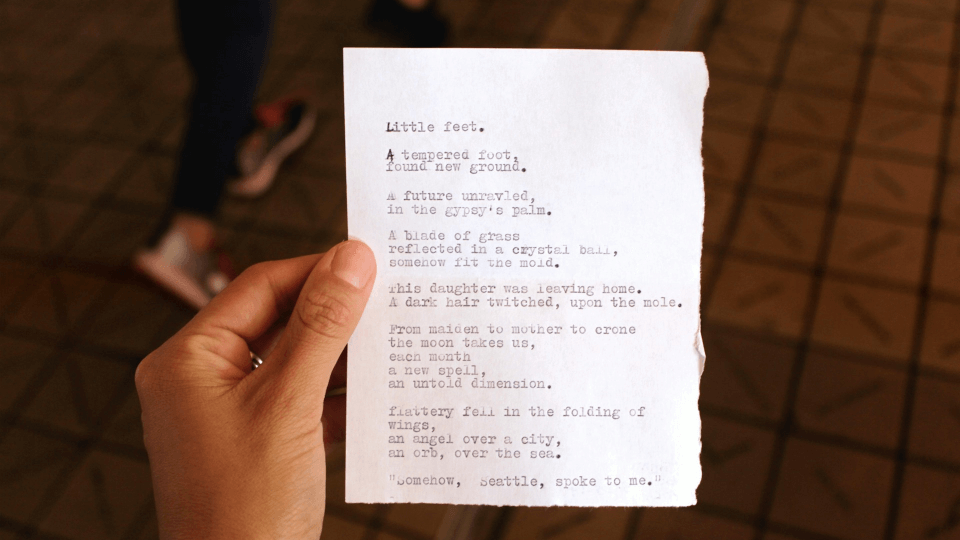 Little feet.
A tempered foot,
found new ground.
A future unravled,
in the gypsy's palm.
A blade of grass
reflected in a crystal ball,
somehow fit the mold.
This daughter was leaving home.
A dark hair twitched, upon the mole.
From maiden to mother to crone
the moon takes us,
each month
a new spell,
an untold dimension.
flattery fell in the folding of
wings,
an angel over a city,
an orb, over the sea.
"Somehow,  Seattle, spoke to me."